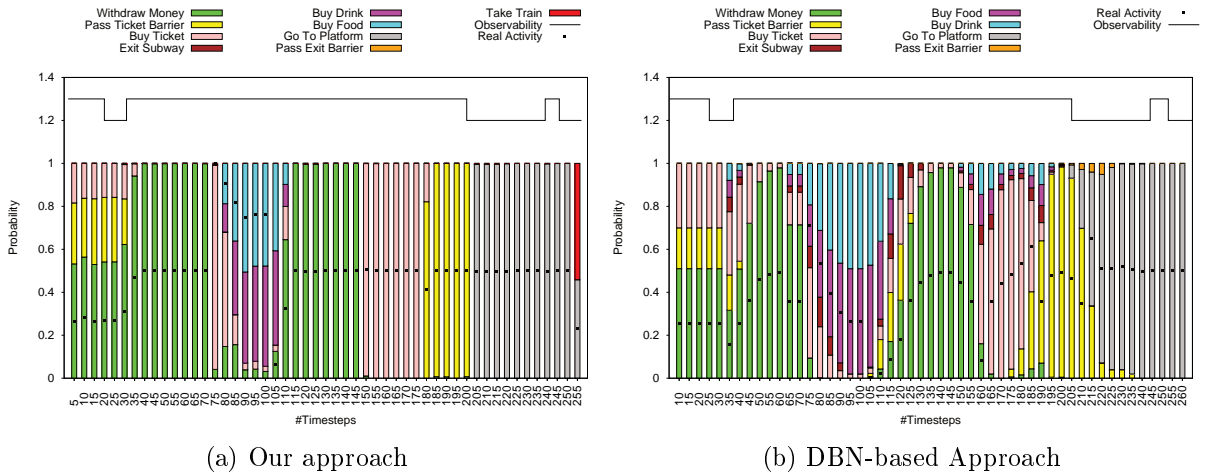 Withdraw Money Buy Drink Take Train
Pass Ticket Barrier Buy Food Observability
Buy Ticket Go To Platform Real Activity
Exit Subway Pass Exit Barrier
1.4
1.2
1
0.8
0.6
0.4
0.2
0
Probability
5 10 15 20 25 30 35 40 45 50 55 60 65 70 75 80 85 90 95 100 105 110 115 120 125 130 135 140 145 150 155 160 165 170 175 180 185 190 195 200 205 210 215 220 225 230 235 240 245 250 255
#Timesteps
(a) Our approach
Withdraw Money Buy Food Real Activity
Pass Ticket Barrier Buy Drink Observability
Buy Ticket Go To Platform
Exit Subway Pass Exit Barrier
1.4
1.2
1
0.8
0.6
0.4
0.2
0
Probability
10 15 20 25 30 35 40 45 50 55 60 65 70 75 80 85 90 95 100 105 110 115 120 125 130 135 140 145 150 155 160 165 170 175 180 185 190 195 200 205 210 215 220 225 230 235 240 245 250 255 260
#Timesteps
(b) DBN-based Approach